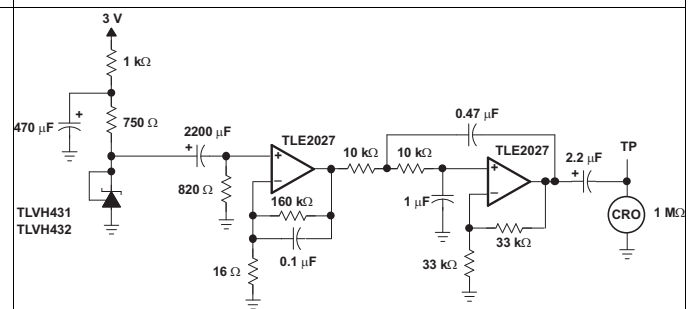 3 V
1 kΩ
470 μF
+
750 Ω
2200 μF
+
820 Ω
TLVH431
TLVH432
TLE2027
+
−
160 kΩ
0.1 μF
16 Ω
10 kΩ
10 kΩ
0.47 μF
1 μF
TLE2027
+
−
33 kΩ
33 kΩ
2.2 μF
+
TP
CRO
1 MΩ